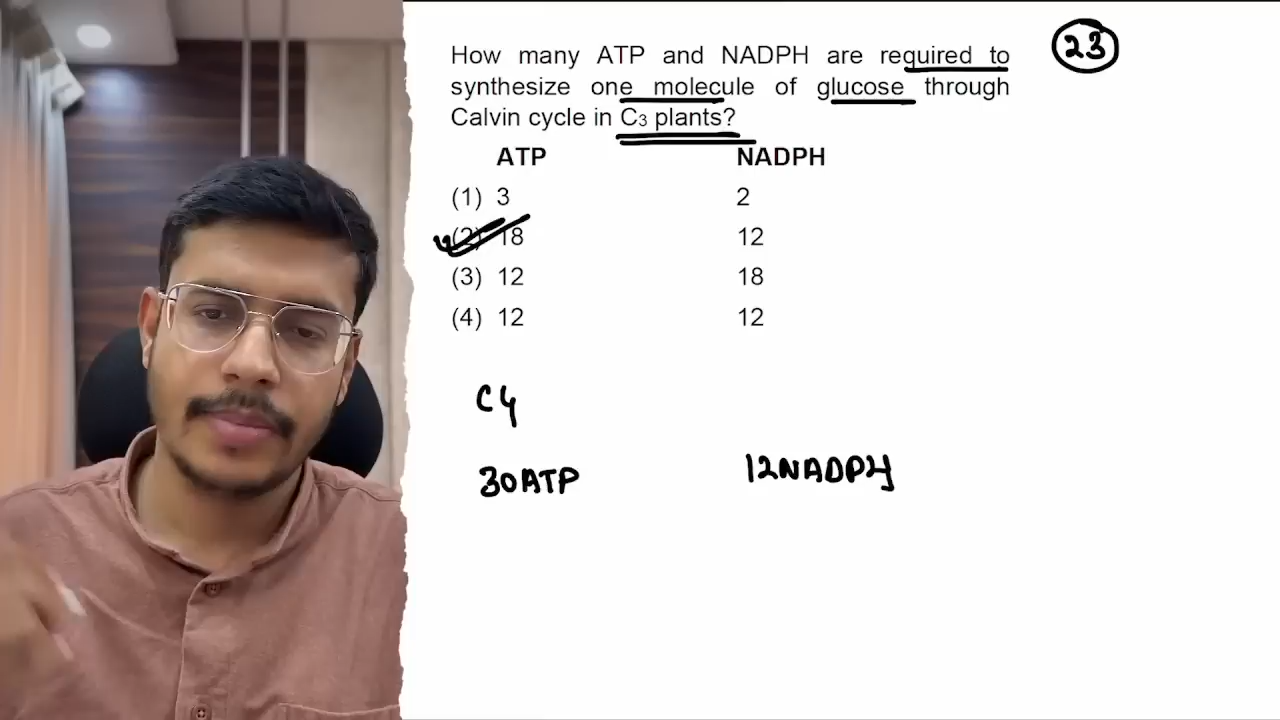 How many ATP and NADPH are required to
synthesize one molecule of glucose through
Calvin cycle in C3 plants?
23
ATP NADPH
(1) 3 2
(2) 18 12
(3) 12 18
(4) 12 12
C4
30ATP 12NADPH